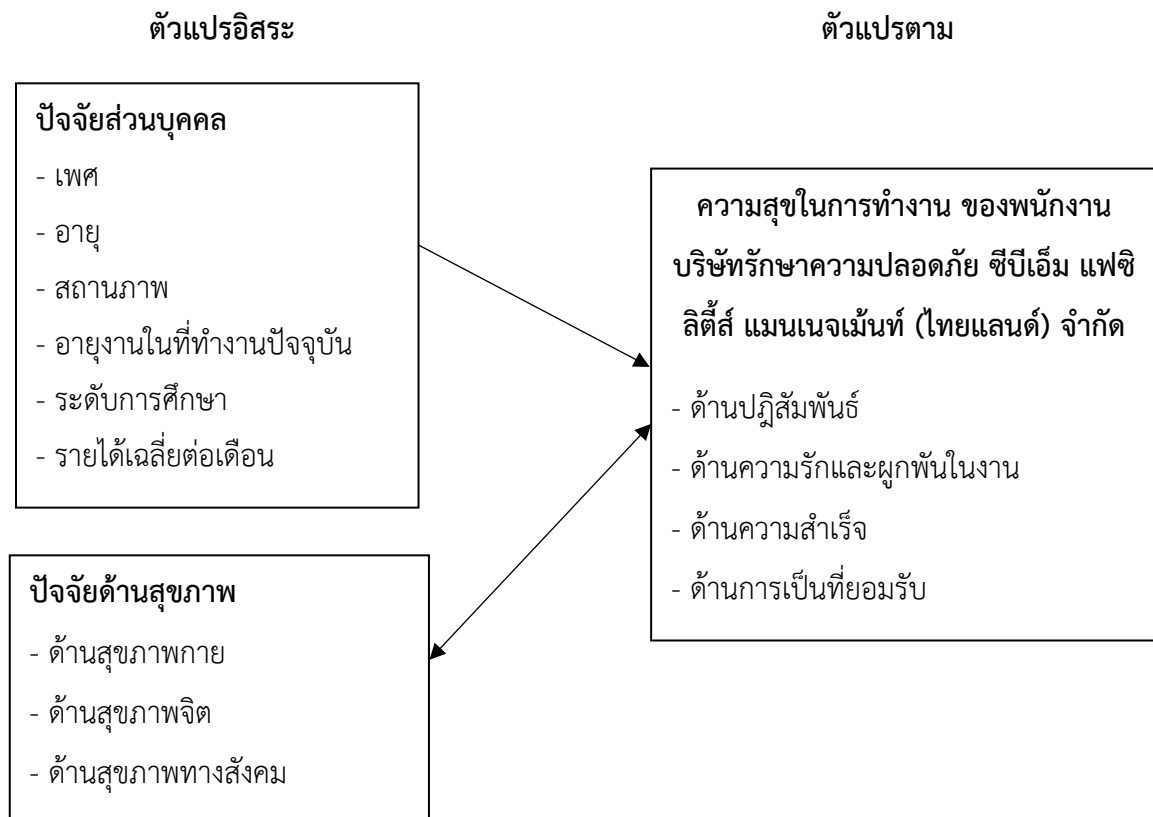 ตัวแปรอิสระ
ตัวแปรตาม
ปัจจัยส่วนบุคคล
- เพศ
- อายุ
- สถานภาพ
- อายุงานในที่ทำงานปัจจุบัน
- ระดับการศึกษา
- รายได้เฉลี่ยต่อเดือน
ความสุขในการทำงาน ของพนักงาน
บริษัทรักษาความปลอดภัย ซีบีเอ็ม แฟซิ
ลิตี้ส์ แมนเนจเม้นท์ (ไทยแลนด์) จำกัด
- ด้านปฎิสัมพันธ์
- ด้านความรักและผูกพันในงาน
- ด้านความสำเร็จ
- ด้านการเป็นที่ยอมรับ
ปัจจัยด้านสุขภาพ
- ด้านสุขภาพกาย
- ด้านสุขภาพจิต
- ด้านสุขภาพทางสังคม